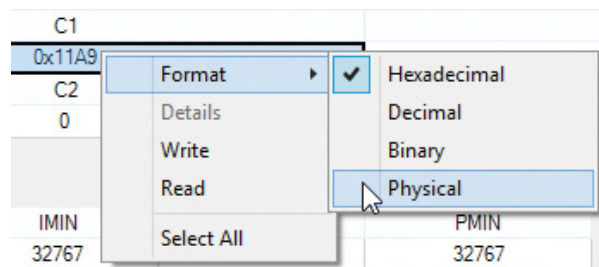 C1
0x11A9
Format Hexadecimal
C2
Details Decimal
0
Write Binary
Read Physical
Select All
IMIN PMIN
32767 32767